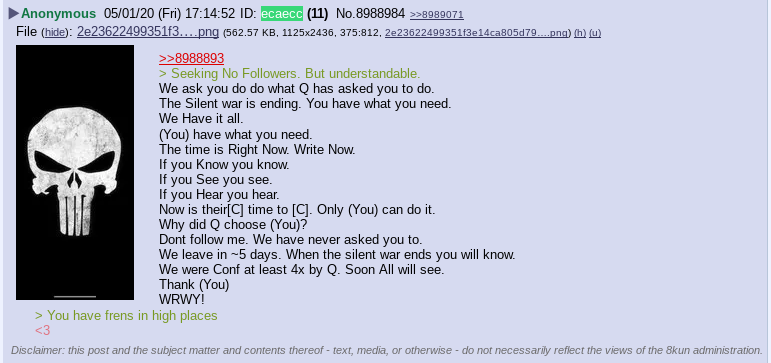 ▶Anonymous 05/01/20 (Fri) 17:14:52 ID: ecaecc (11) No.8988984 >>8989071
File (hide): 2e23622499351f3….png (562.57 KB, 1125x2436, 375:812, 2e23622499351f3e14ca805d79….png) (h) (u)
>>8988893
> Seeking No Followers. But understandable.
We ask you do do what Q has asked you to do.
The Silent war is ending. You have what you need.
We Have it all.
(You) have what you need.
The time is Right Now. Write Now.
If you Know you know.
If you See you see.
If you Hear you hear.
Now is their[C] time to [C]. Only (You) can do it.
Why did Q choose (You)?
Dont follow me. We have never asked you to.
We leave in ~5 days. When the silent war ends you will know.
We were Conf at least 4x by Q. Soon All will see.
Thank (You)
WRWY!
> You have frens in high places
<3
Disclaimer: this post and the subject matter and contents thereof - text, media, or otherwise - do not necessarily reflect the views of the 8kun administration.